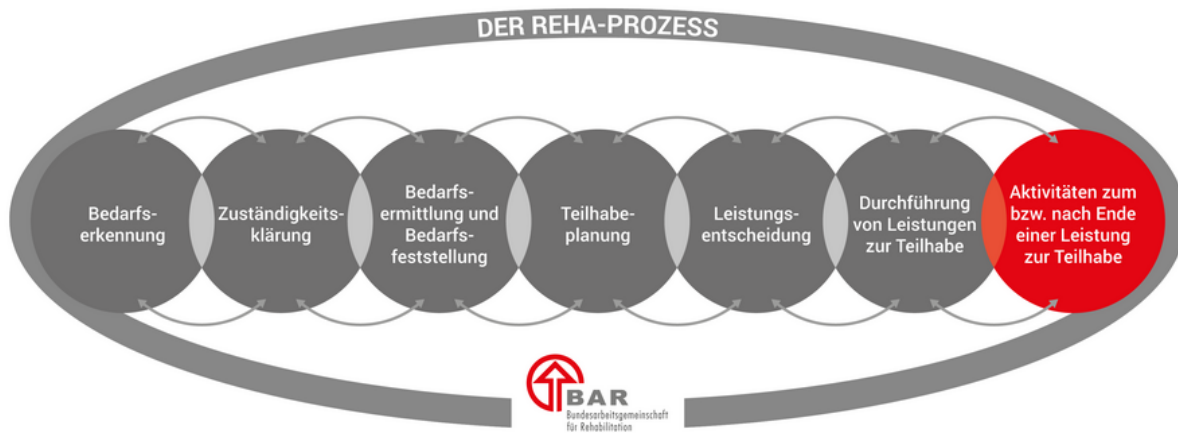 DER REHA-PROZESS
Bedarfs-
erkennung
Zuständigkeits-
klärung
Bedarfs-
ermittlung und
Bedarfs-
feststellung
Teilhabe-
planung
Leistungs-
entscheidung
Durchführung
von Leistungen
zur Teilhabe
Aktivitäten zum
bzw. nach Ende
einer Leistung
zur Teilhabe
BAR
Bundesarbeitsgemeinschaft
für Rehabilitation